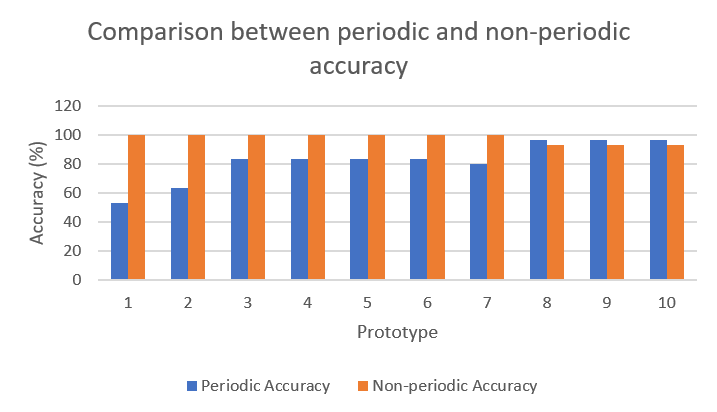 Comparison between periodic and non-periodic
accuracy
Accuracy (%)
120
100
80
60
40
20
0
1 2 3 4 5 6 7 8 9 10
Prototype
Periodic Accuracy Non-periodic Accuracy